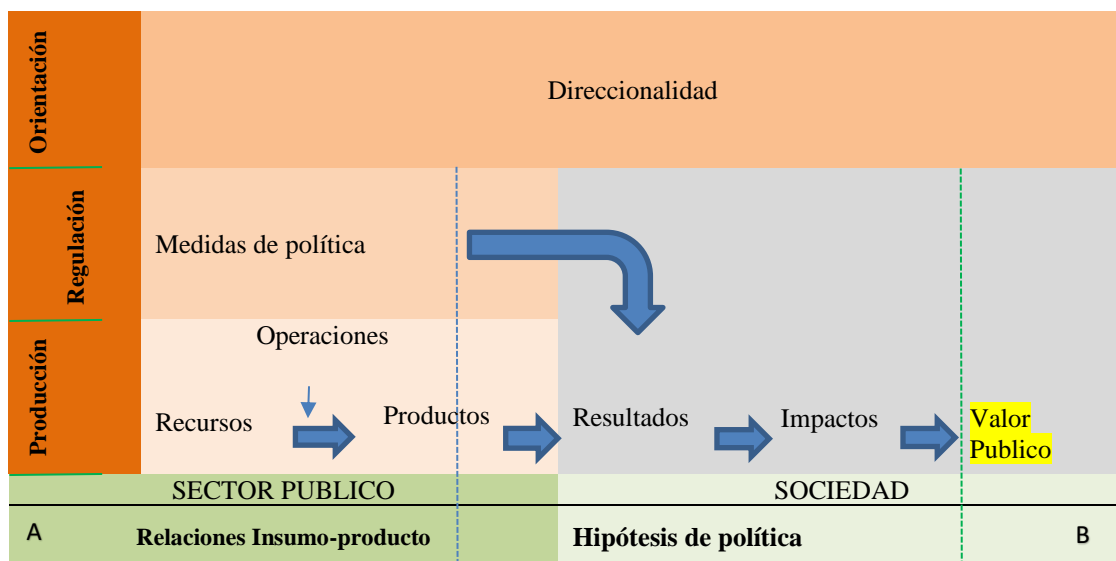 Orientación
Direccionalidad
Regulación
Medidas de política
Producción
Operaciones
Recursos
Productos
Resultados
Impactos
Valor
Publico
SECTOR PUBLICO
SOCIEDAD
A
Relaciones Insumo-producto
Hipótesis de política
B